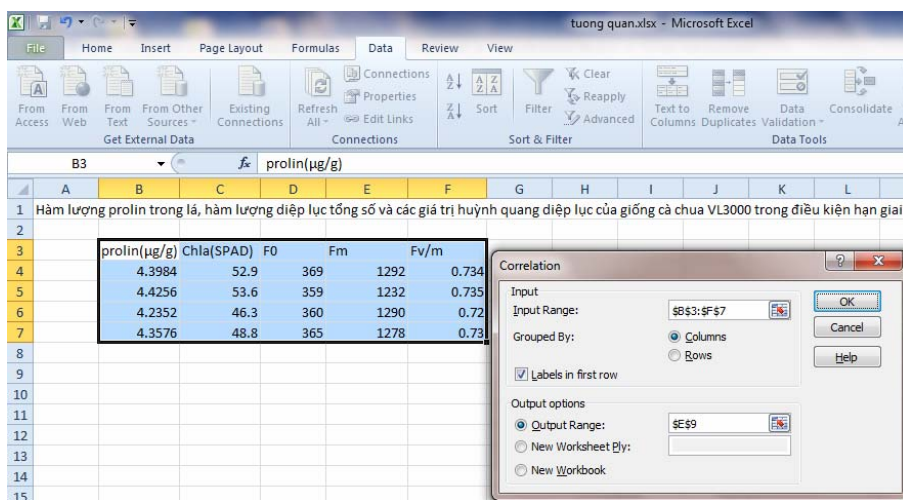 tuong quan.xlsx - Microsoft Excel
File Home Insert Page Layout Formulas Data Review View
From Access From Web From Text From Other Sources Existing Connections
Get External Data
Refresh All Connections Properties Edit Links
Connections
Sort Filter Clear Reapply Advanced
Sort & Filter
Text to Columns Remove Duplicates Data Validation Consolidate
Data Tools
B3 fx prolin(µg/g)
A B C D E F G H I J K L
1 Hàm lượng prolin trong lá, hàm lượng diệp lục tổng số và các giá trị huỳnh quang diệp lục của giống cà chua VL3000 trong điều kiện hạn giai
2
3 prolin(µg/g) Chla(SPAD) F0 Fm Fv/m
4 4.3984 52.9 369 1292 0.734
5 4.4256 53.6 359 1232 0.735
6 4.2352 46.3 360 1290 0.72
7 4.3576 48.8 365 1278 0.73
8
9
10
11
12
13
14
15
Correlation
Input
Input Range: $B$3:$F$7
Grouped By: Columns
Rows
Labels in first row
Output options
Output Range: $E$9
New Worksheet Ply:
New Workbook
OK
Cancel
Help